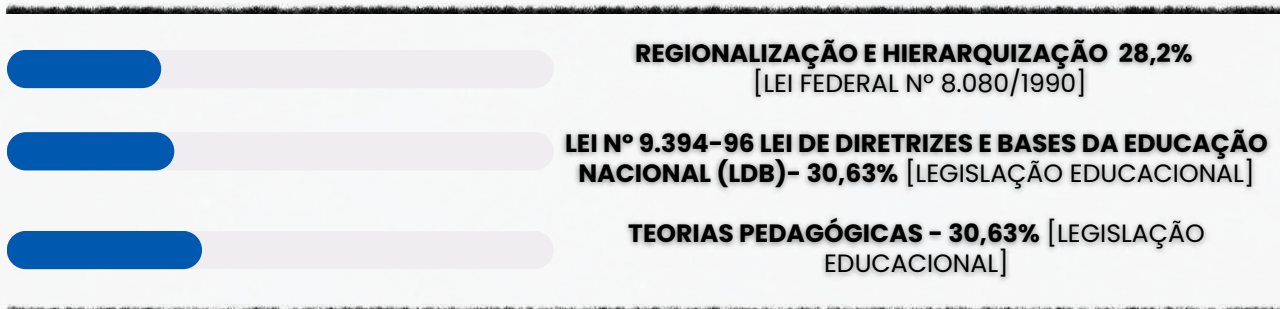 REGIONALIZAÇÃO E HIERARQUIZAÇÃO 28,2%
[LEI FEDERAL Nº 8.080/1990]
LEI Nº 9.394-96 LEI DE DIRETRIZES E BASES DA EDUCAÇÃO
NACIONAL (LDB)- 30,63% [LEGISLAÇÃO EDUCACIONAL]
TEORIAS PEDAGÓGICAS - 30,63% [LEGISLAÇÃO
EDUCACIONAL]